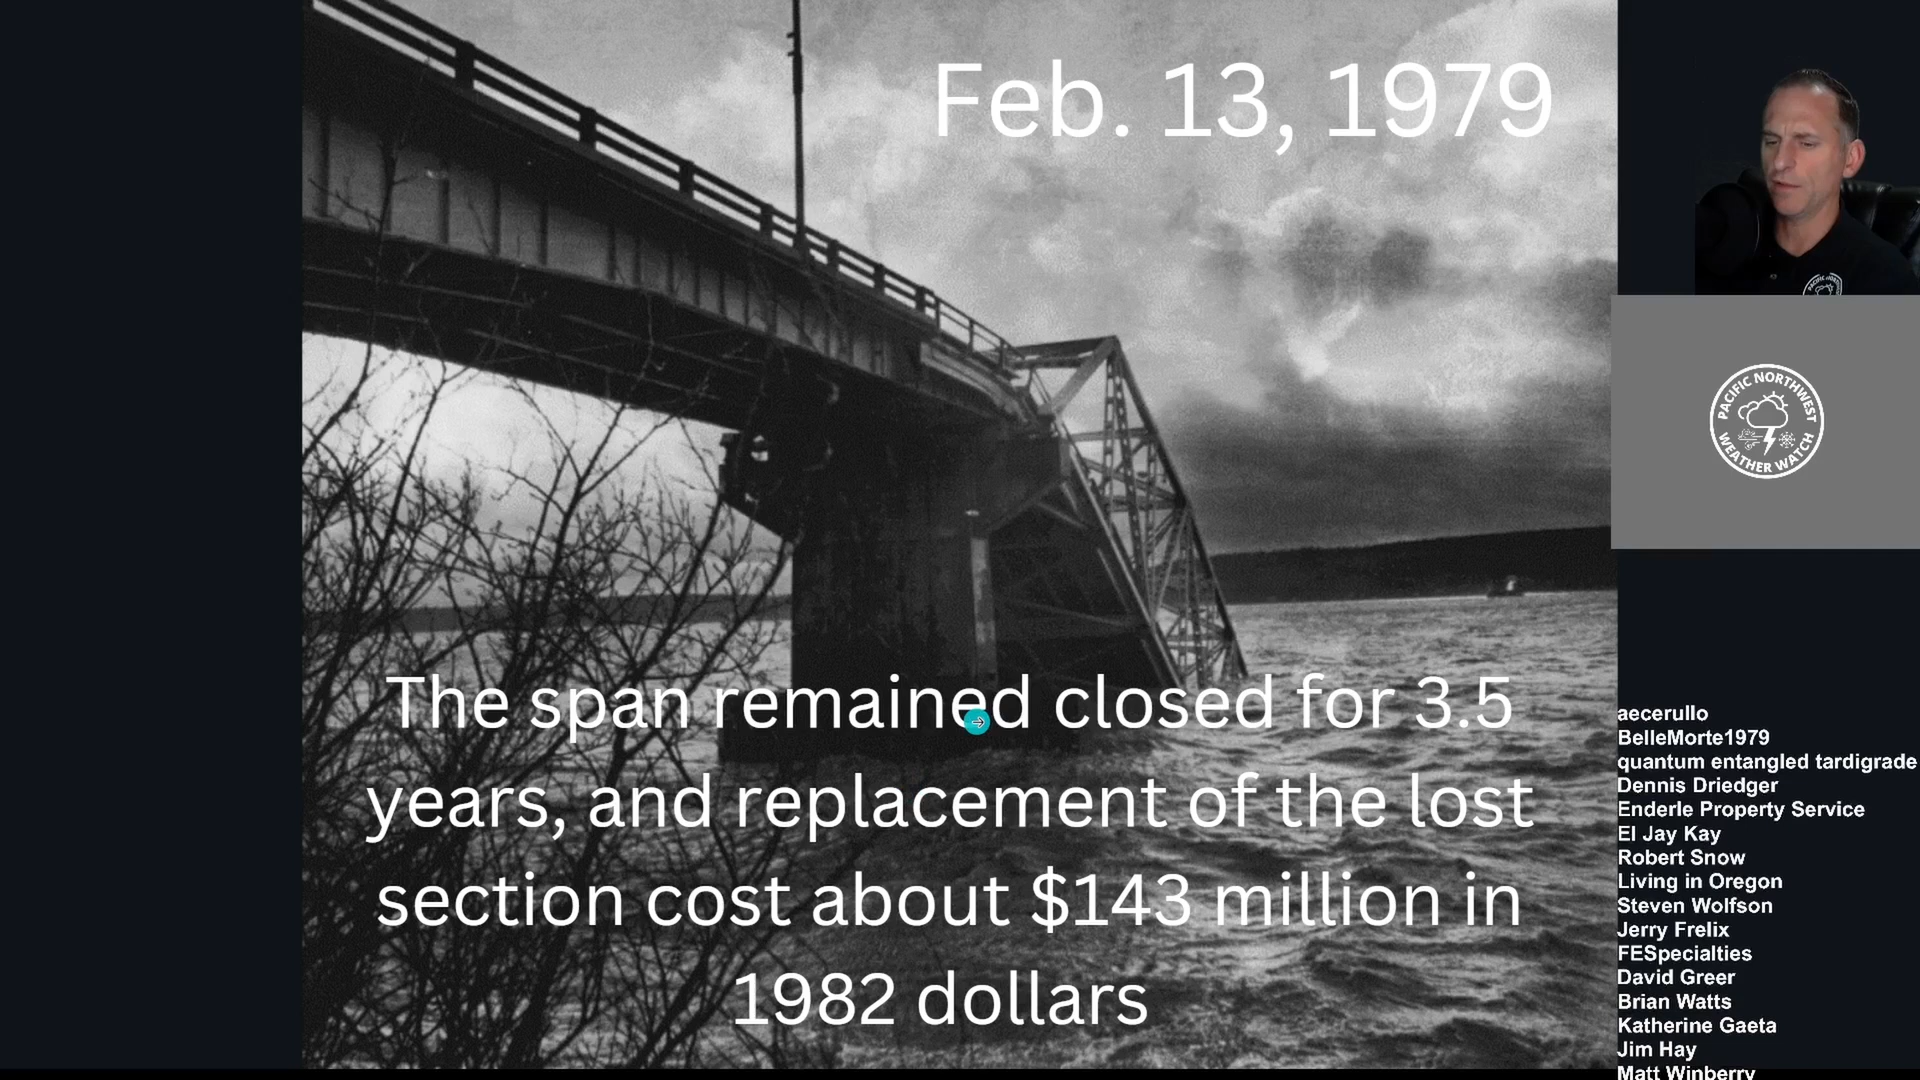 Feb. 13, 1979
The span remained closed for 3.5
years, and replacement of the lost
section cost about $143 million in
1982 dollars
PACIFIC NORTHWEST
WEATHER WATCH
aecerullo
BelleMorte1979
quantum entangled tardigrade
Dennis Driedger
Enderle Property Service
El Jay Kay
Robert Snow
Living in Oregon
Steven Wolfson
Jerry Frelix
FESpecialties
David Greer
Brian Watts
Katherine Gaeta
Jim Hay
Matt Winberry